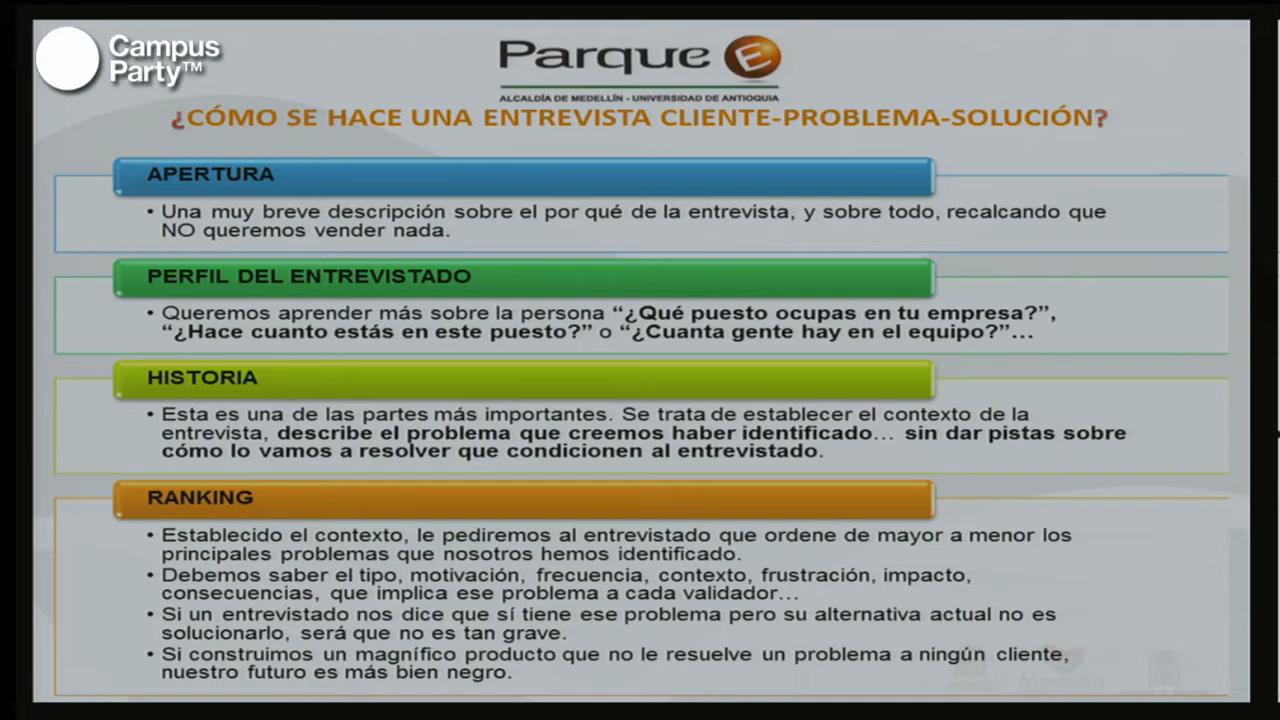 Campus
Party™
Parque E
ALCALDÍA DE MEDELLÍN - UNIVERSIDAD DE ANTIOQUIA
¿CÓMO SE HACE UNA ENTREVISTA CLIENTE-PROBLEMA-SOLUCIÓN?
APERTURA
• Una muy breve descripción sobre el por qué de la entrevista, y sobre todo, recalcando que
NO queremos vender nada.
PERFIL DEL ENTREVISTADO
• Queremos aprender más sobre la persona “¿Qué puesto ocupas en tu empresa?”,
“¿Hace cuanto estás en este puesto?” o “¿Cuanta gente hay en el equipo?”…
HISTORIA
• Esta es una de las partes más importantes. Se trata de establecer el contexto de la
entrevista, describe el problema que creemos haber identificado… sin dar pistas sobre
cómo lo vamos a resolver que condicionen al entrevistado.
RANKING
• Establecido el contexto, le pediremos al entrevistado que ordene de mayor a menor los
principales problemas que nosotros hemos identificado.
• Debemos saber el tipo, motivación, frecuencia, contexto, frustración, impacto,
consecuencias, que implica ese problema a cada validador…
• Si un entrevistado nos dice que sí tiene ese problema pero su alternativa actual no es
solucionarlo, será que no es tan grave.
• Si construimos un magnífico producto que no le resuelve un problema a ningún cliente,
nuestro futuro es más bien negro.